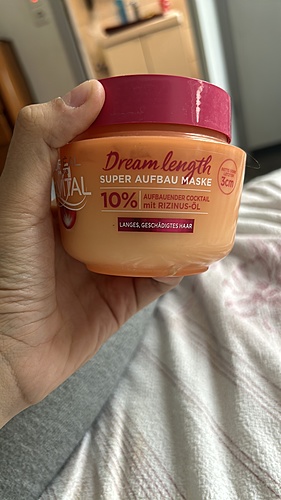 Dream length
SUPER AUFBAU MASKE
10%
AUFBAUENDER COCKTAIL
mit RIZINUS-ÖL
LANGES, GESCHÄDIGTES HAAR
3cm